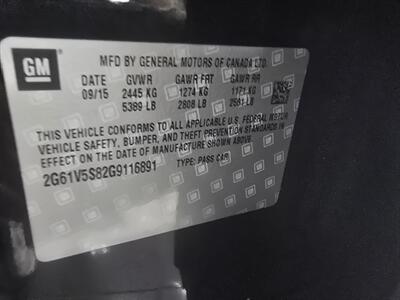 GM
MFD BY GENERAL MOTORS OF CANADA LTD.
DATE GVWR GAWR FRT GAWR RR
09/15 2445 KG 1274 KG 1171 KG
5389 LB 2808 LB 2581 LB
THIS VEHICLE CONFORMS TO ALL APPLICABLE U.S. FEDERAL MOTOR
VEHICLE SAFETY, BUMPER, AND THEFT PREVENTION STANDARDS IN
EFFECT ON THE DATE OF MANUFACTURE SHOWN ABOVE.
2G61V5S82G9116891 TYPE: PASS CAR